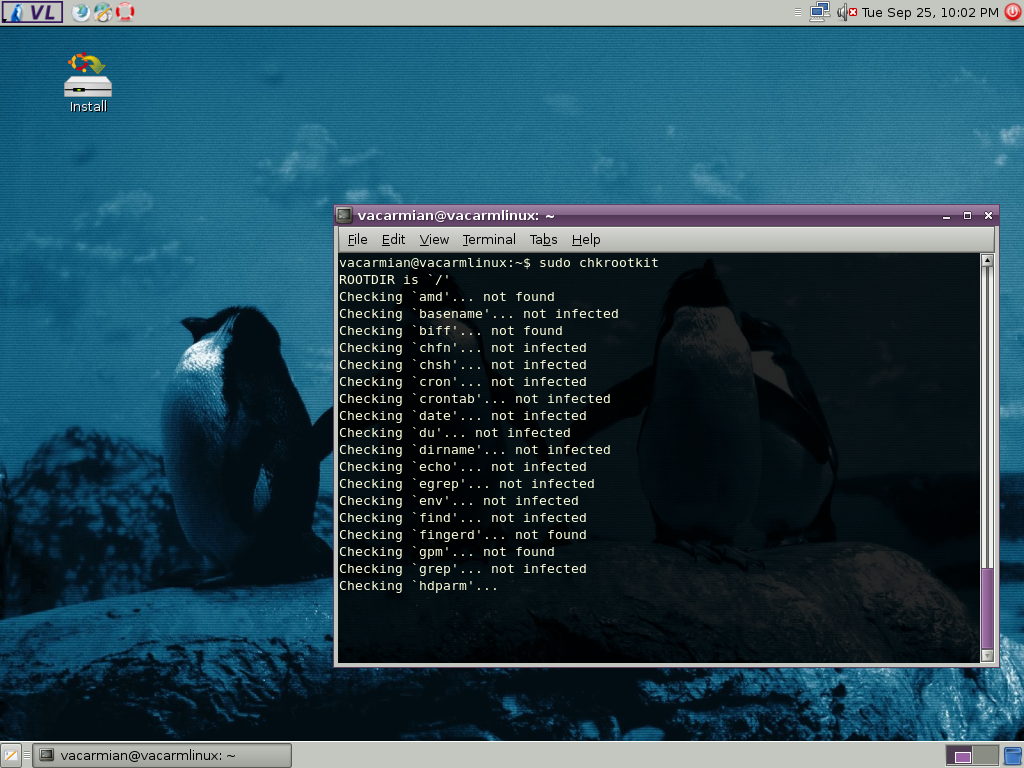 VL
Tue Sep 25, 10:02 PM
Install
vacarmian@vacarmlinux: ~
File Edit View Terminal Tabs Help
vacarmian@vacarmlinux:~$ sudo chkrootkit
ROOTDIR is `/'
Checking `amd'... not found
Checking `basename'... not infected
Checking `biff'... not found
Checking `chfn'... not infected
Checking `chsh'... not infected
Checking `cron'... not infected
Checking `crontab'... not infected
Checking `date'... not infected
Checking `du'... not infected
Checking `dirname'... not infected
Checking `echo'... not infected
Checking `egrep'... not infected
Checking `env'... not infected
Checking `find'... not infected
Checking `fingerd'... not found
Checking `gpm'... not found
Checking `grep'... not infected
Checking `hdparm'...
vacarmian@vacarmlinux: ~